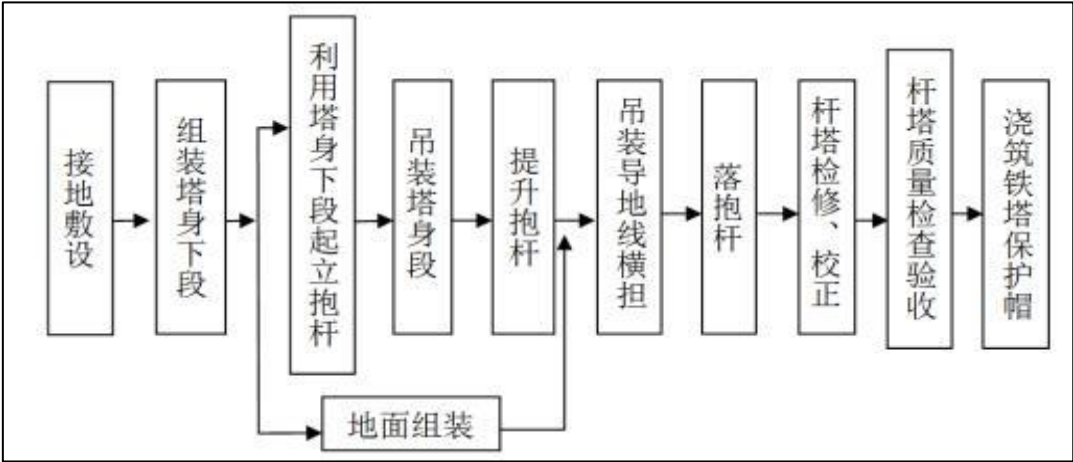 接地敷设
组装塔身下段
利用塔身下段起立抱杆
吊装塔身段
提升抱杆
吊装导地线横担
落抱杆
杆塔检修、校正
杆塔质量检查验收
浇筑铁塔保护帽
地面组装